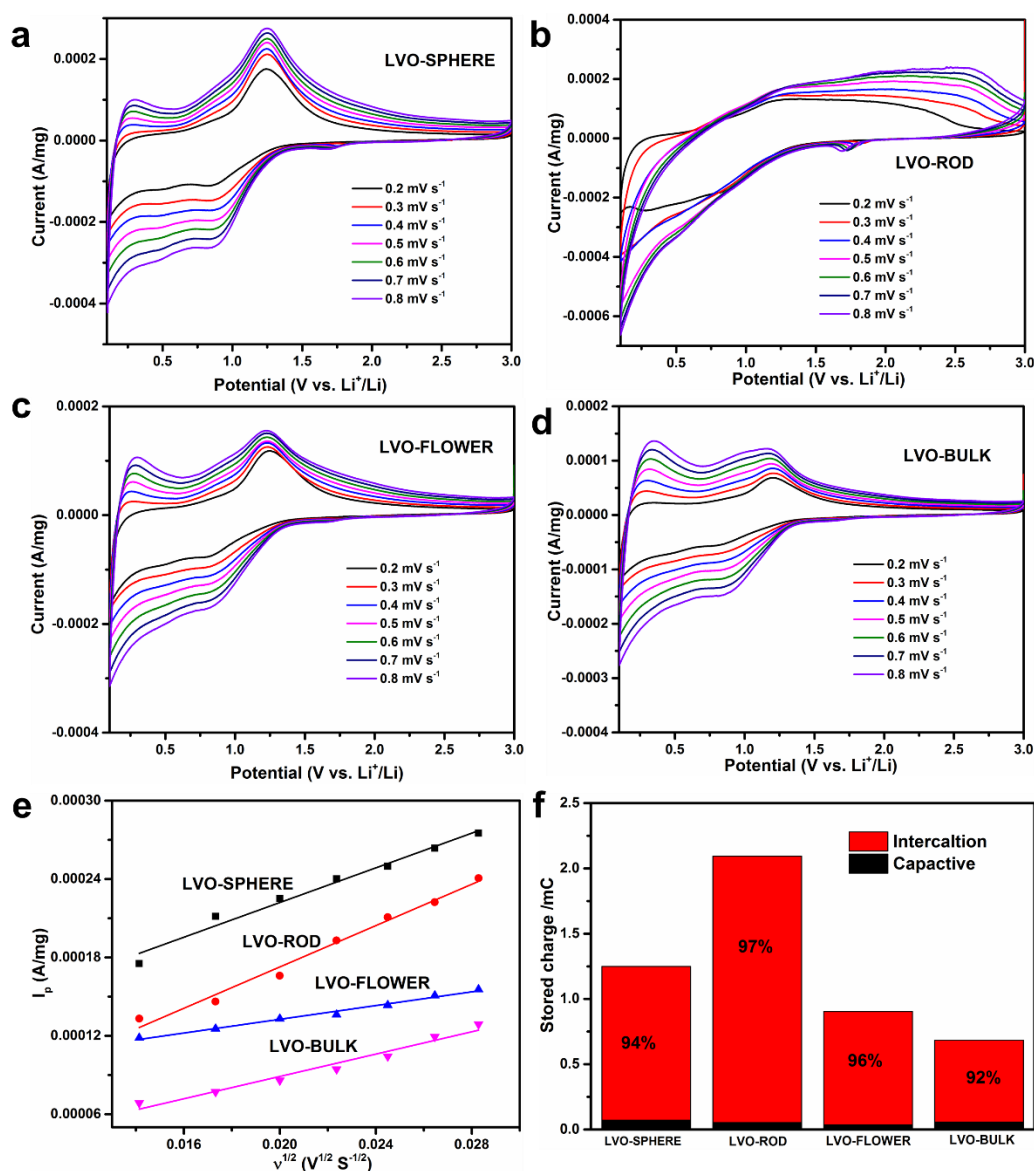 a
LVO-SPHERE
0.0002
0.0000
-0.0002
-0.0004
Current (A/mg)
0.2 mV s⁻¹
0.3 mV s⁻¹
0.4 mV s⁻¹
0.5 mV s⁻¹
0.6 mV s⁻¹
0.7 mV s⁻¹
0.8 mV s⁻¹
0.5 1.0 1.5 2.0 2.5 3.0
Potential (V vs. Li⁺/Li)
b
LVO-ROD
0.0004
0.0002
0.0000
-0.0002
-0.0004
-0.0006
Current (A/mg)
0.2 mV s⁻¹
0.3 mV s⁻¹
0.4 mV s⁻¹
0.5 mV s⁻¹
0.6 mV s⁻¹
0.7 mV s⁻¹
0.8 mV s⁻¹
0.5 1.0 1.5 2.0 2.5 3.0
Potential (V vs. Li⁺/Li)
c
LVO-FLOWER
0.0002
0.0000
-0.0002
-0.0004
Current (A/mg)
0.2 mV s⁻¹
0.3 mV s⁻¹
0.4 mV s⁻¹
0.5 mV s⁻¹
0.6 mV s⁻¹
0.7 mV s⁻¹
0.8 mV s⁻¹
0.5 1.0 1.5 2.0 2.5 3.0
Potential (V vs. Li⁺/Li)
d
LVO-BULK
0.0002
0.0001
0.0000
-0.0001
-0.0002
-0.0003
-0.0004
Current (A/mg)
0.2 mV s⁻¹
0.3 mV s⁻¹
0.4 mV s⁻¹
0.5 mV s⁻¹
0.6 mV s⁻¹
0.7 mV s⁻¹
0.8 mV s⁻¹
0.5 1.0 1.5 2.0 2.5 3.0
Potential (V vs. Li⁺/Li)
e
0.00030
0.00024
0.00018
0.00012
0.00006
Iₚ (A/mg)
LVO-SPHERE
LVO-ROD
LVO-FLOWER
LVO-BULK
0.016 0.020 0.024 0.028
ν^1/2 (V^1/2 S^-1/2)
f
2.5
2.0
1.5
1.0
0.5
0.0
Stored charge /mC
Intercaltion
Capactive
94%
97%
96%
92%
LVO-SPHERE LVO-ROD LVO-FLOWER LVO-BULK